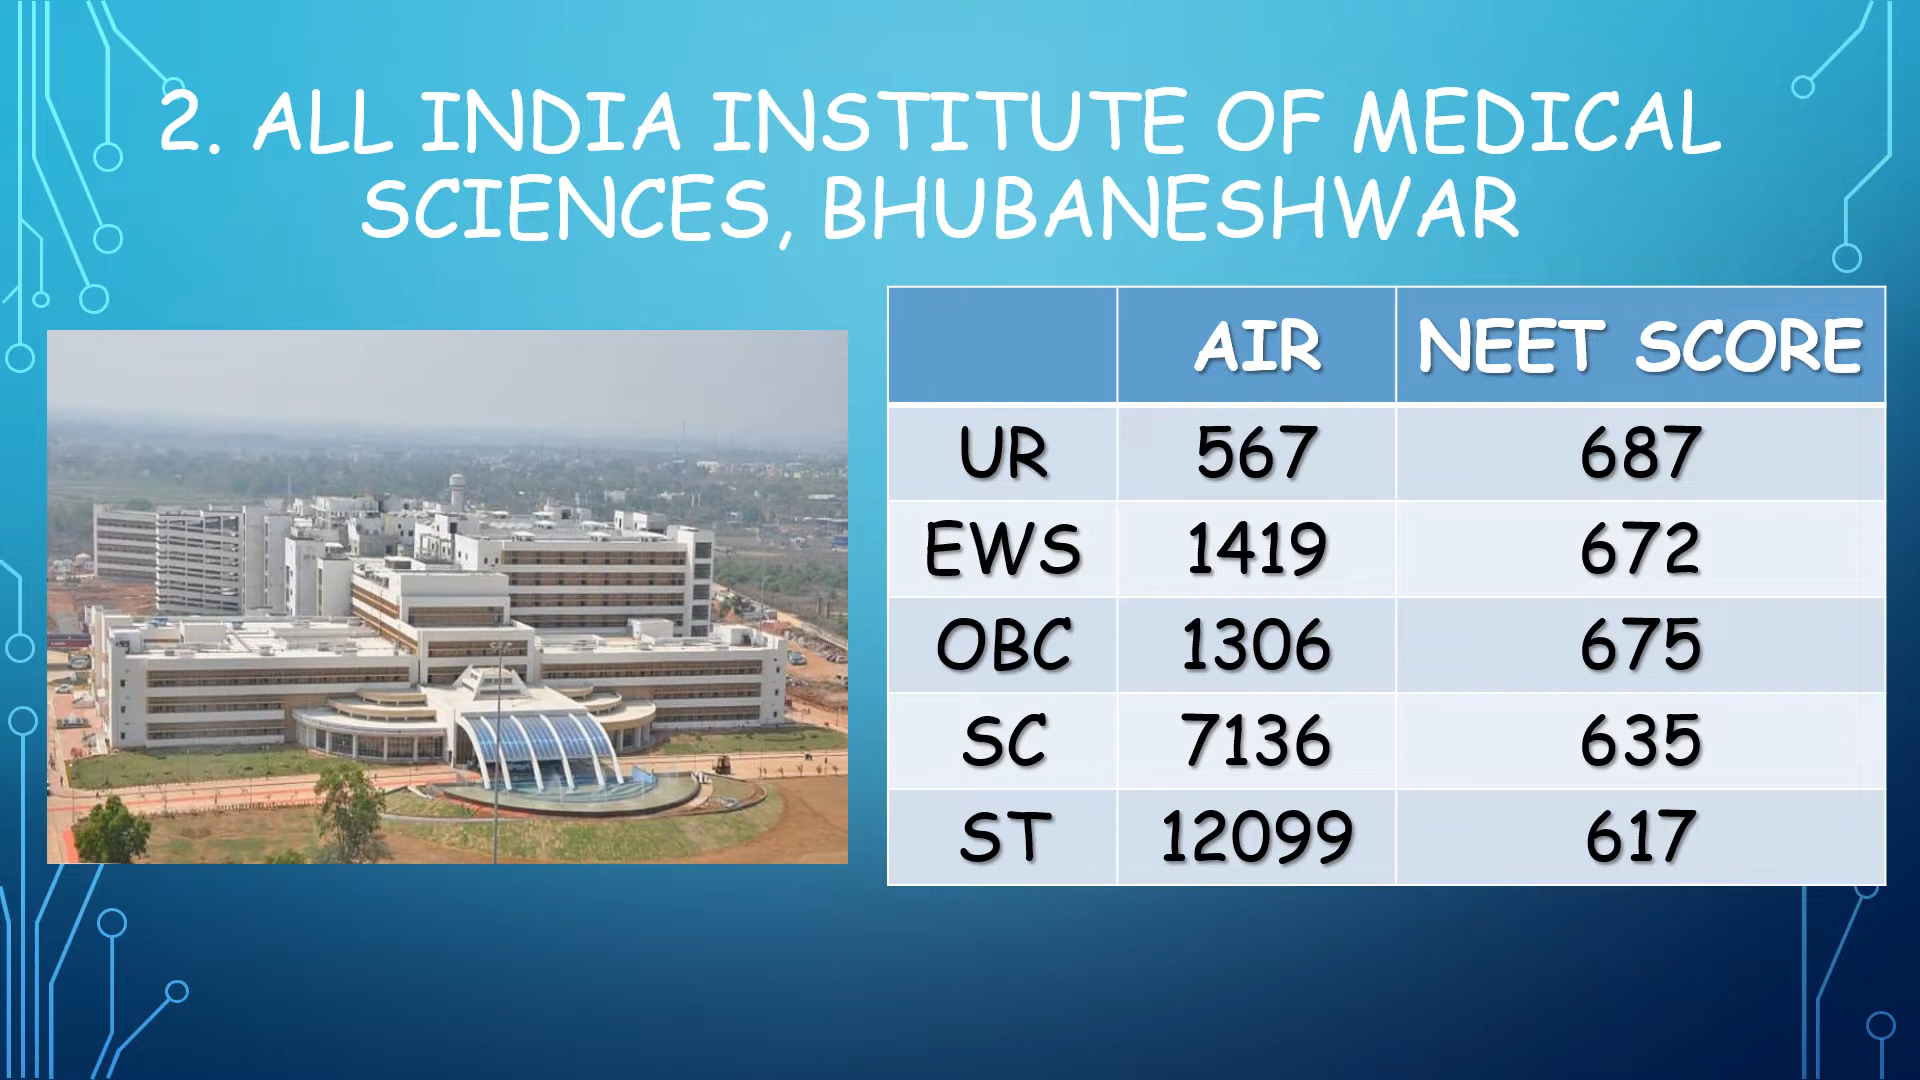 2. ALL INDIA INSTITUTE OF MEDICAL
SCIENCES, BHUBANESHWAR
AIR NEET SCORE
UR 567 687
EWS 1419 672
OBC 1306 675
SC 7136 635
ST 12099 617